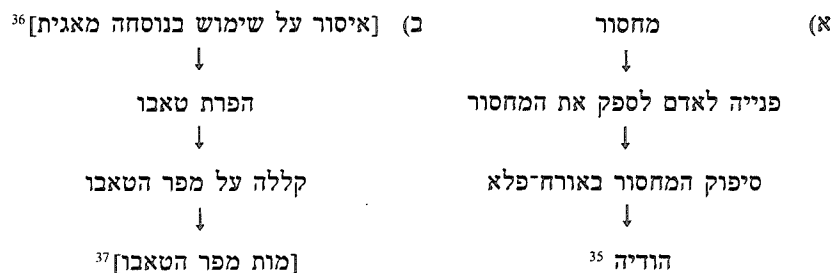 א) מחסור ב) [איסור על שימוש בנוסחה מאגית]36
↓ ↓
פנייה לאדם לספק את המחסור הפרת טאבו
↓ ↓
סיפוק המחסור באורח־פלא קללה על מפר הטאבו
↓ ↓
הודיה 35 [מות מפר הטאבו]37